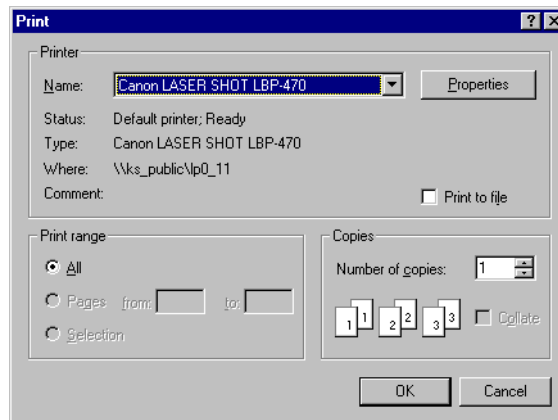 Print
Printer
Name: Canon LASER SHOT LBP-470 Properties
Status: Default printer; Ready
Type: Canon LASER SHOT LBP-470
Where: \\ks_public\lp0_11
Comment: Print to file
Print range
All
Pages from: to:
Selection
Copies
Number of copies: 1
1 1 2 2 3 3 Collate
OK Cancel